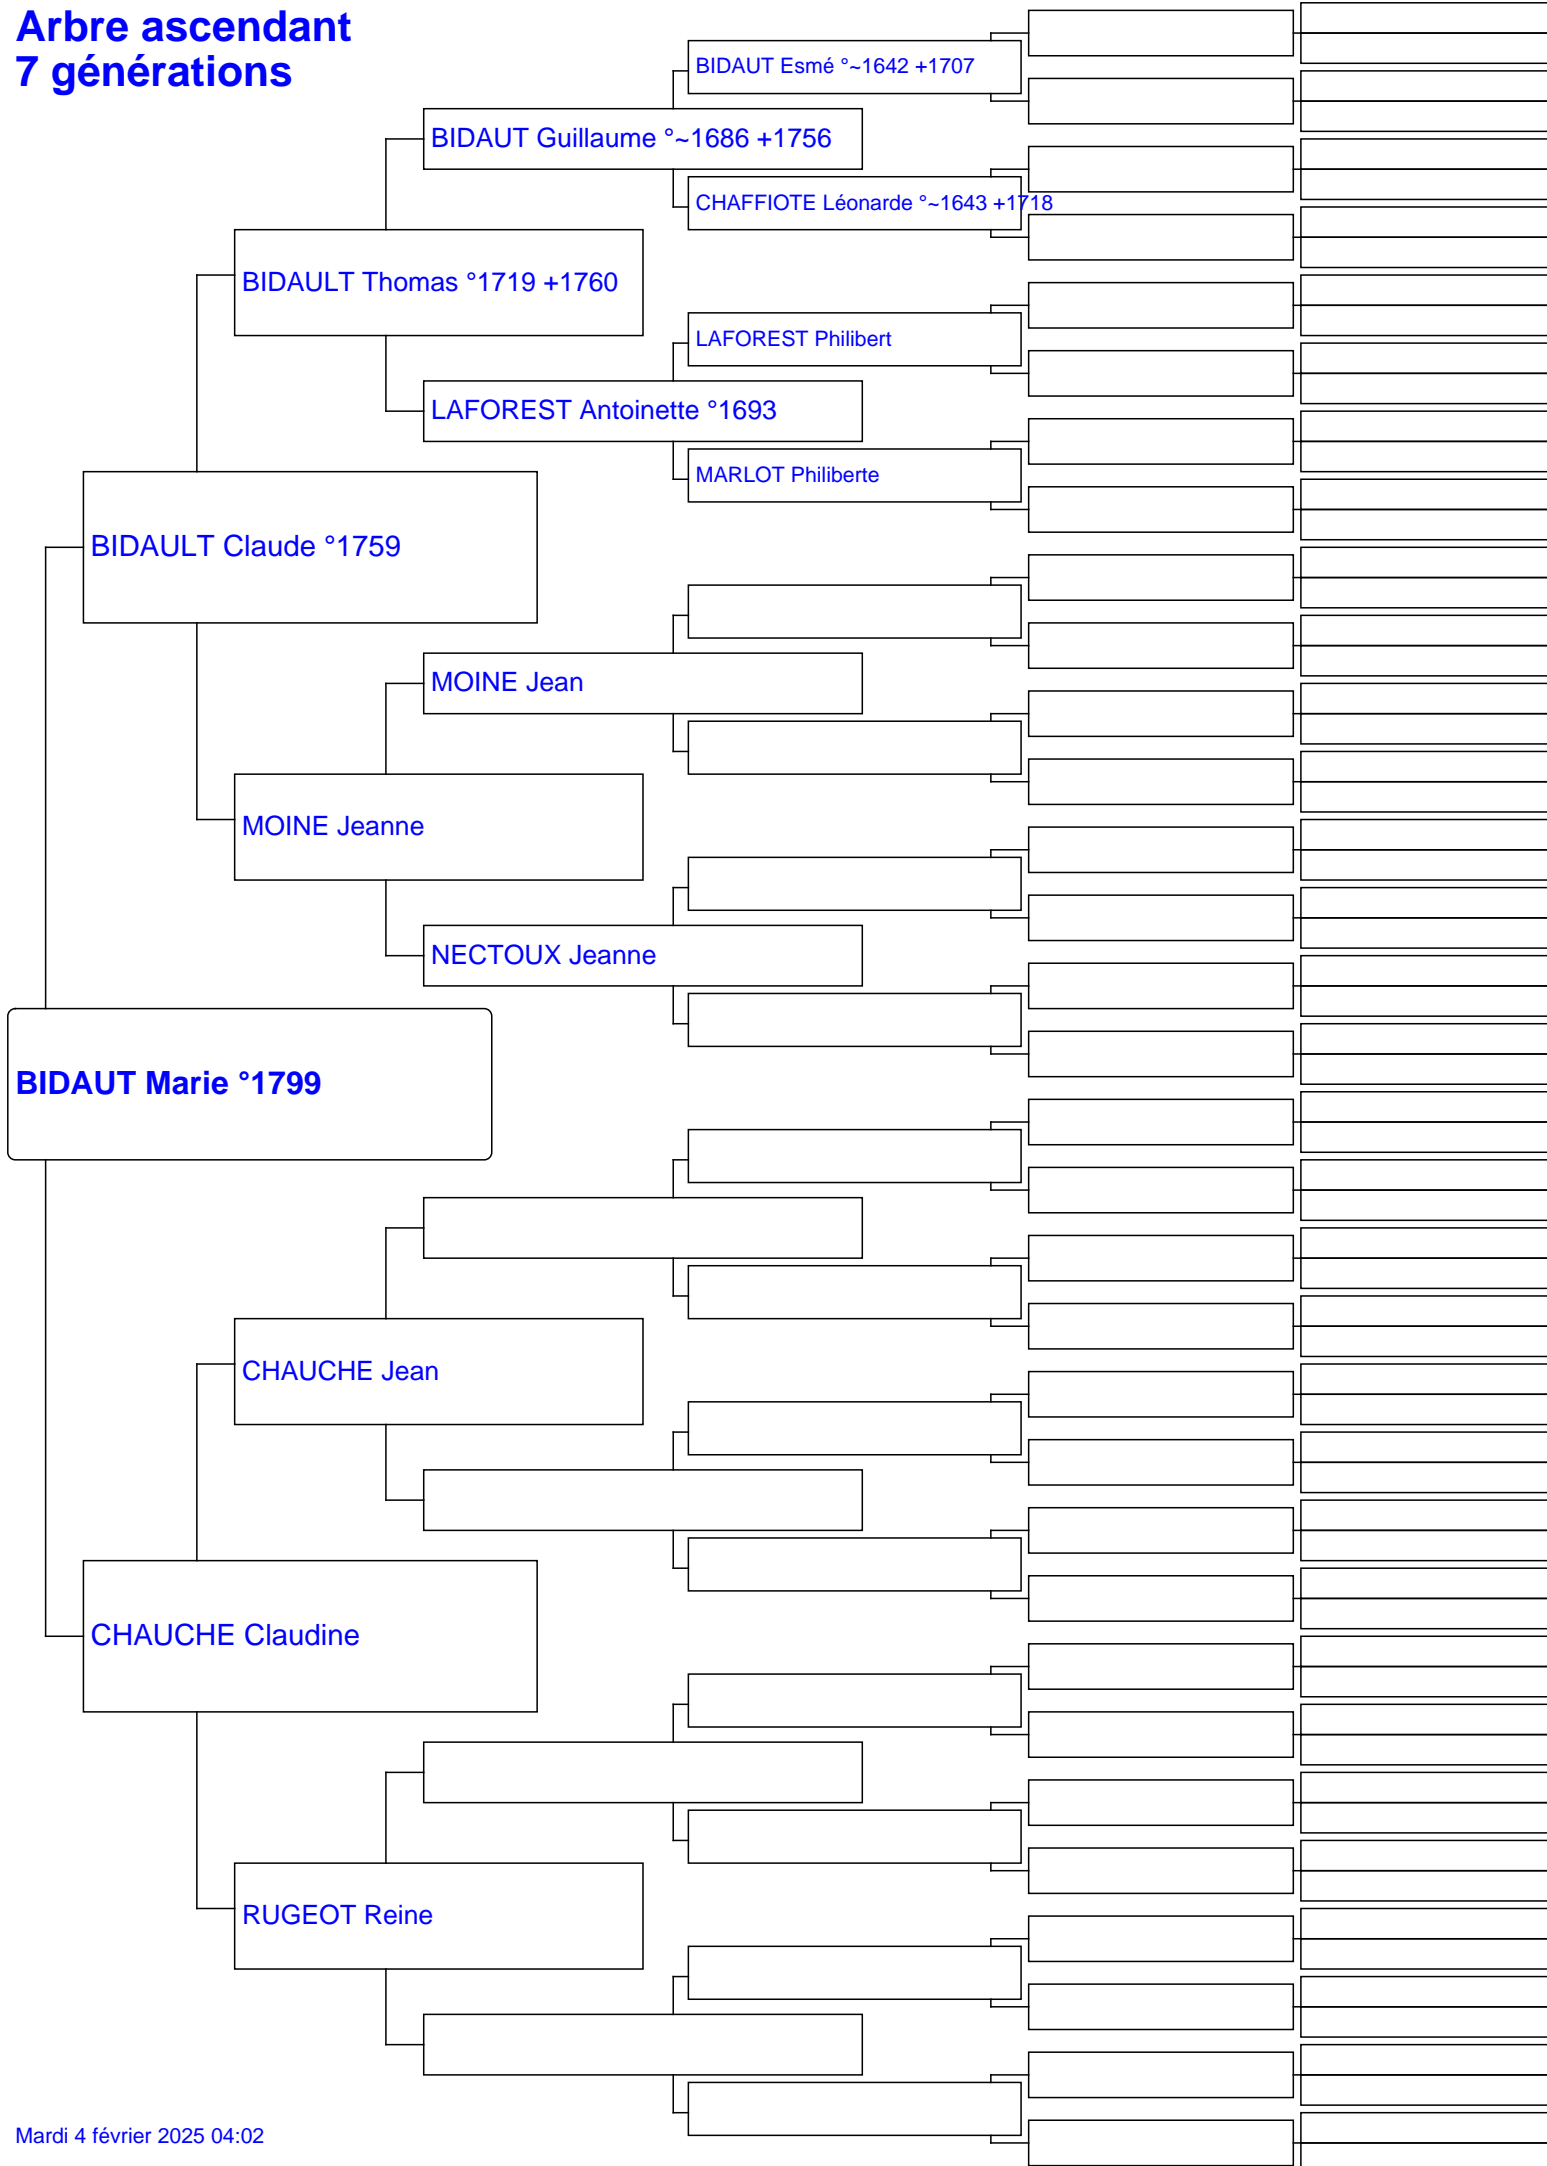 Arbre ascendant
7 générations
BIDAUT Esmé °~1642 +1707
BIDAUT Guillaume °~1686 +1756
CHAFFIOTE Léonarde °~1643 +1718
BIDAULT Thomas °1719 +1760
LAFOREST Philibert
LAFOREST Antoinette °1693
MARLOT Philiberte
BIDAULT Claude °1759
MOINE Jean
MOINE Jeanne
NECTOUX Jeanne
BIDAUT Marie °1799
CHAUCHE Jean
CHAUCHE Claudine
RUGEOT Reine
Mardi 4 février 2025 04:02